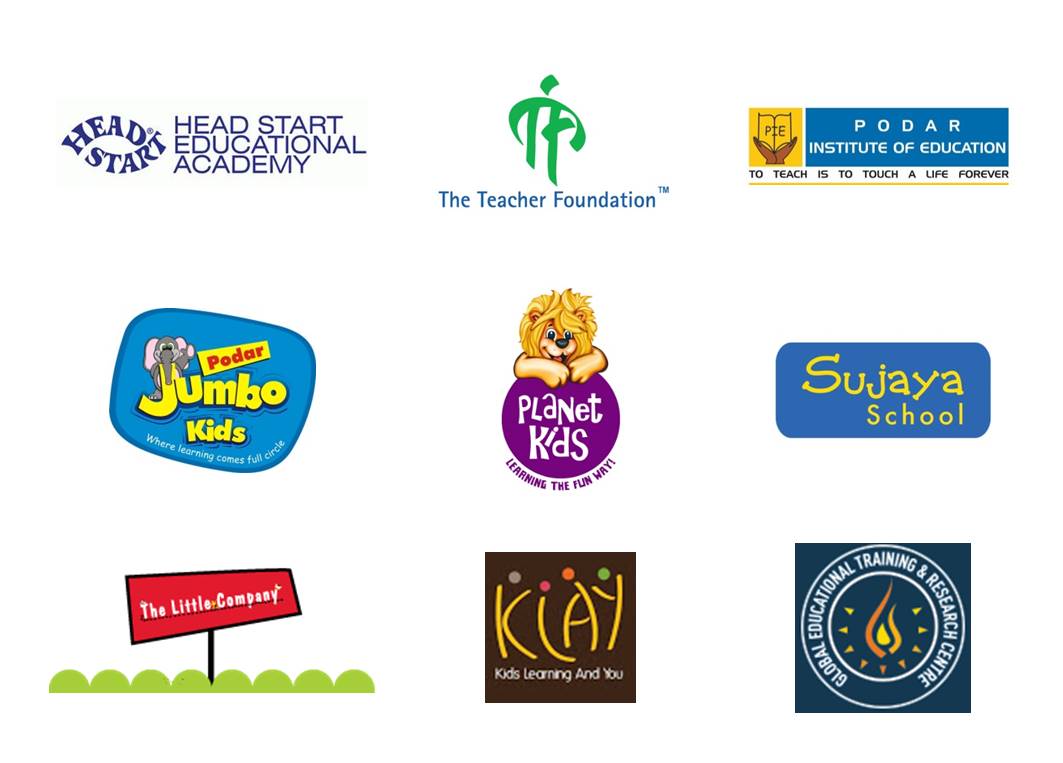 HEAD START®
HEAD START
EDUCATIONAL
ACADEMY
TF
The Teacher Foundation™
PIE
PODAR
INSTITUTE OF EDUCATION
TO TEACH IS TO TOUCH A LIFE FOREVER
Podar
Jumbo
Kids
Where learning comes full circle
PLaNet
KidS
LEARNING THE FUN WAY!
Sujaya
School
The Little Company
KLAY
Kids Learning And You
GLOBAL EDUCATIONAL TRAINING & RESEARCH CENTRE